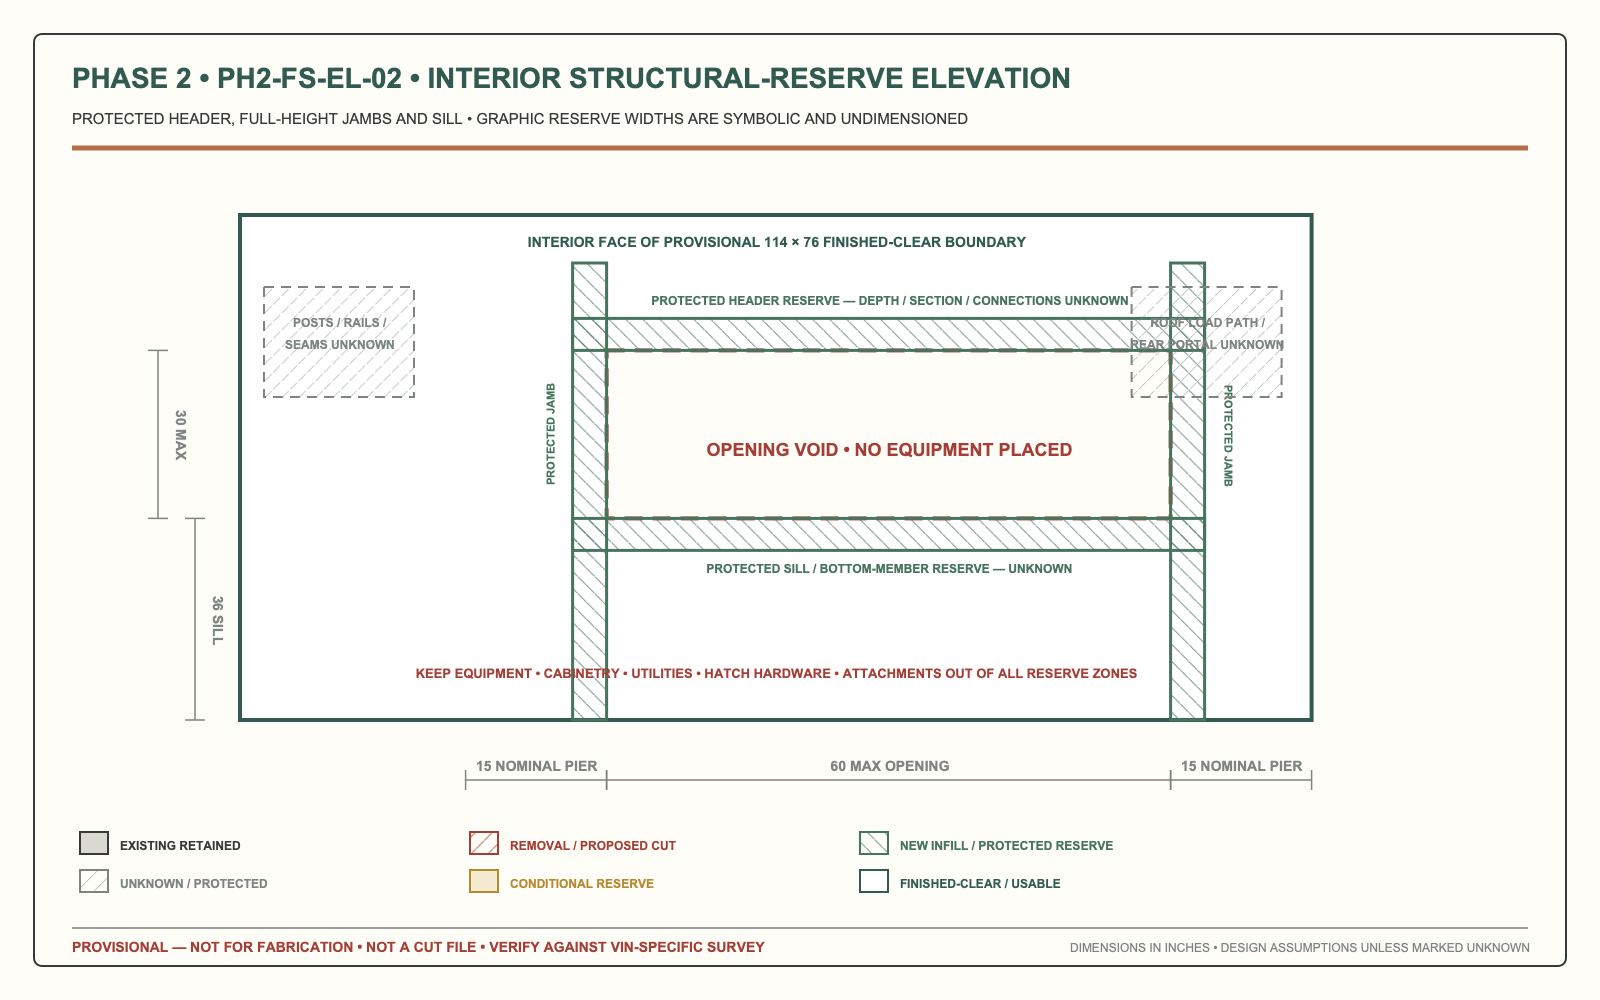 PHASE 2 • PH2-FS-EL-02 • INTERIOR STRUCTURAL-RESERVE ELEVATION
PROTECTED HEADER, FULL-HEIGHT JAMBS AND SILL • GRAPHIC RESERVE WIDTHS ARE SYMBOLIC AND UNDIMENSIONED
INTERIOR FACE OF PROVISIONAL 114 × 76 FINISHED-CLEAR BOUNDARY
PROTECTED HEADER RESERVE — DEPTH / SECTION / CONNECTIONS UNKNOWN
POSTS / RAILS /
SEAMS UNKNOWN
ROOF LOAD PATH /
REAR PORTAL UNKNOWN
30 MAX
PROTECTED JAMB
OPENING VOID • NO EQUIPMENT PLACED
PROTECTED JAMB
PROTECTED SILL / BOTTOM-MEMBER RESERVE — UNKNOWN
36 SILL
KEEP EQUIPMENT • CABINETRY • UTILITIES • HATCH HARDWARE • ATTACHMENTS OUT OF ALL RESERVE ZONES
15 NOMINAL PIER
60 MAX OPENING
15 NOMINAL PIER
EXISTING RETAINED
REMOVAL / PROPOSED CUT
NEW INFILL / PROTECTED RESERVE
UNKNOWN / PROTECTED
CONDITIONAL RESERVE
FINISHED-CLEAR / USABLE
PROVISIONAL — NOT FOR FABRICATION • NOT A CUT FILE • VERIFY AGAINST VIN-SPECIFIC SURVEY
DIMENSIONS IN INCHES • DESIGN ASSUMPTIONS UNLESS MARKED UNKNOWN